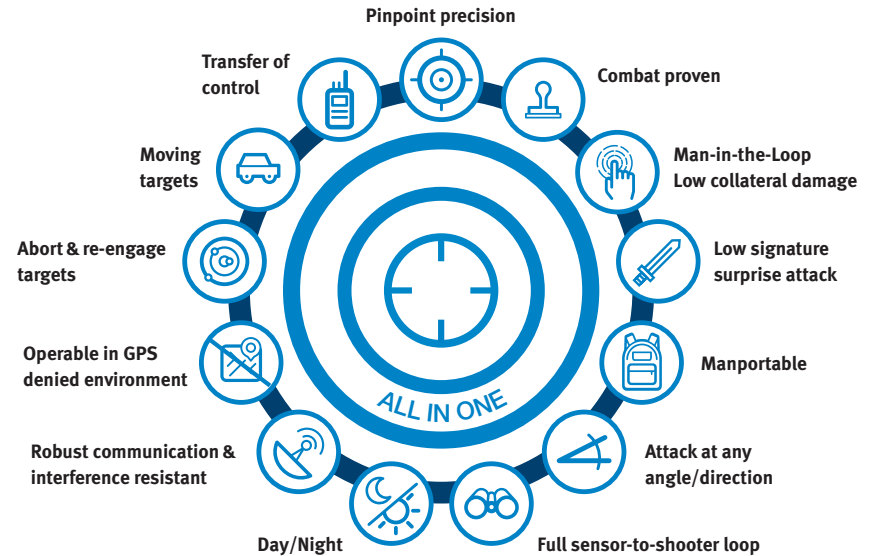 Pinpoint precision
Combat proven
Man-in-the-Loop
Low collateral damage
Low signature
surprise attack
Manportable
Attack at any
angle/direction
Full sensor-to-shooter loop
Day/Night
Robust communication &
interference resistant
Operable in GPS
denied environment
Abort & re-engage
targets
Moving
targets
Transfer of
control
ALL IN ONE